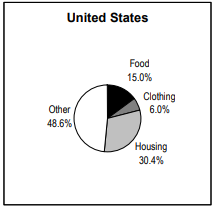 United States
Food
15.0%
Clothing
6.0%
Other
48.6%
Housing
30.4%